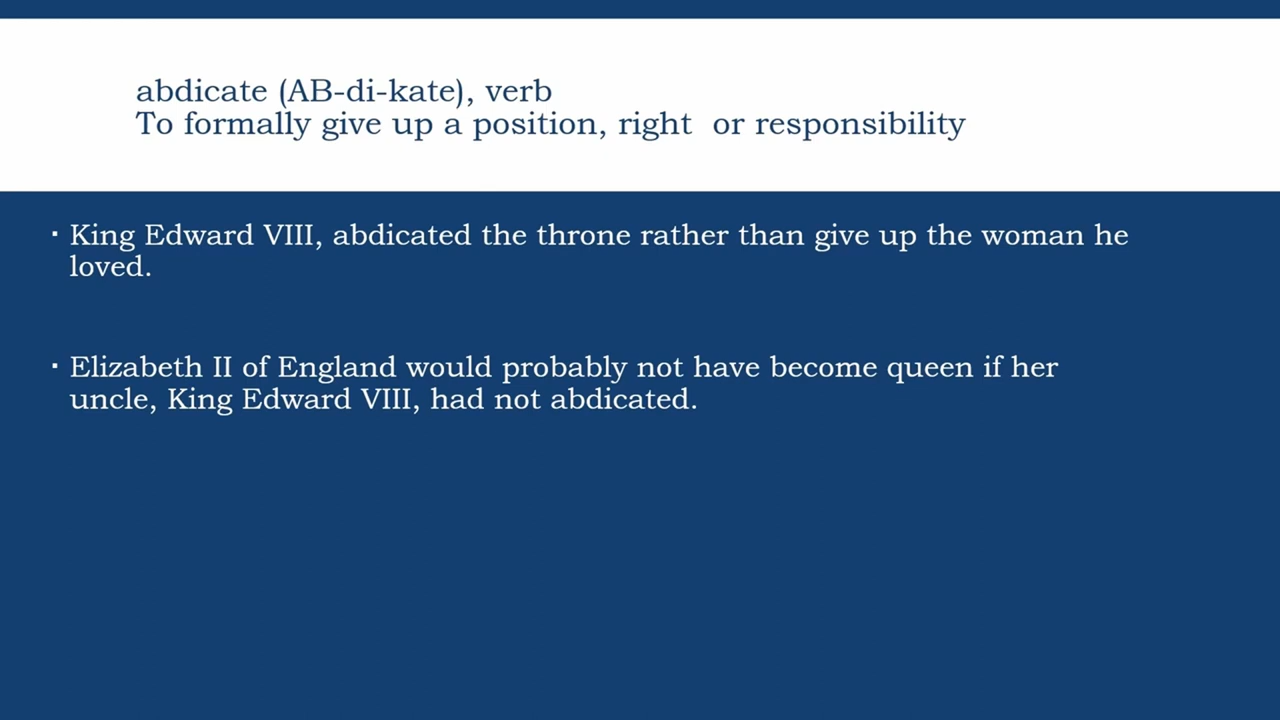 abdicate (AB-di-kate), verb
To formally give up a position, right  or responsibility
▪ King Edward VIII, abdicated the throne rather than give up the woman he
loved.
▪ Elizabeth II of England would probably not have become queen if her
uncle, King Edward VIII, had not abdicated.